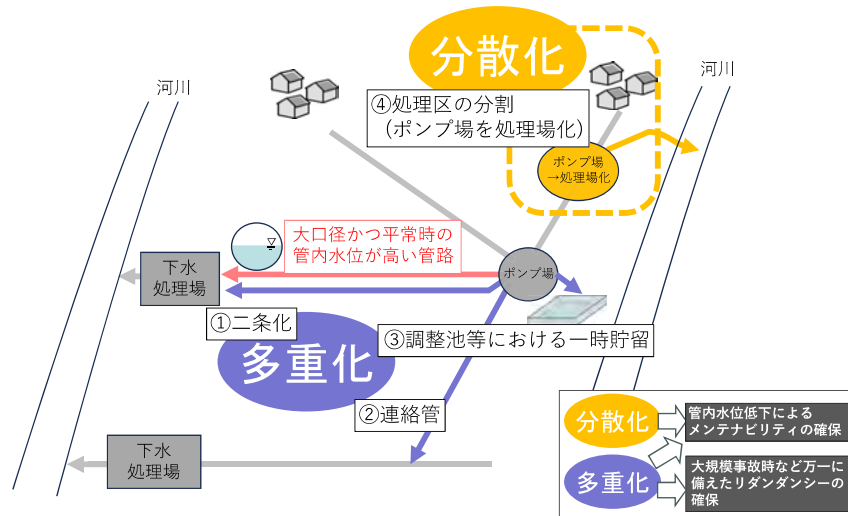 分散化
河川
河川
④処理区の分割
(ポンプ場を処理場化)
ポンプ場
→処理場化
大口径かつ平常時の
管内水位が高い管路
下水
処理場
ポンプ場
①二条化
③調整池等における一時貯留
多重化
②連絡管
下水
処理場
分散化
管内水位低下による
メンテナビリティの確保
多重化
大規模事故時など万一に
備えたリダンダンシーの
確保